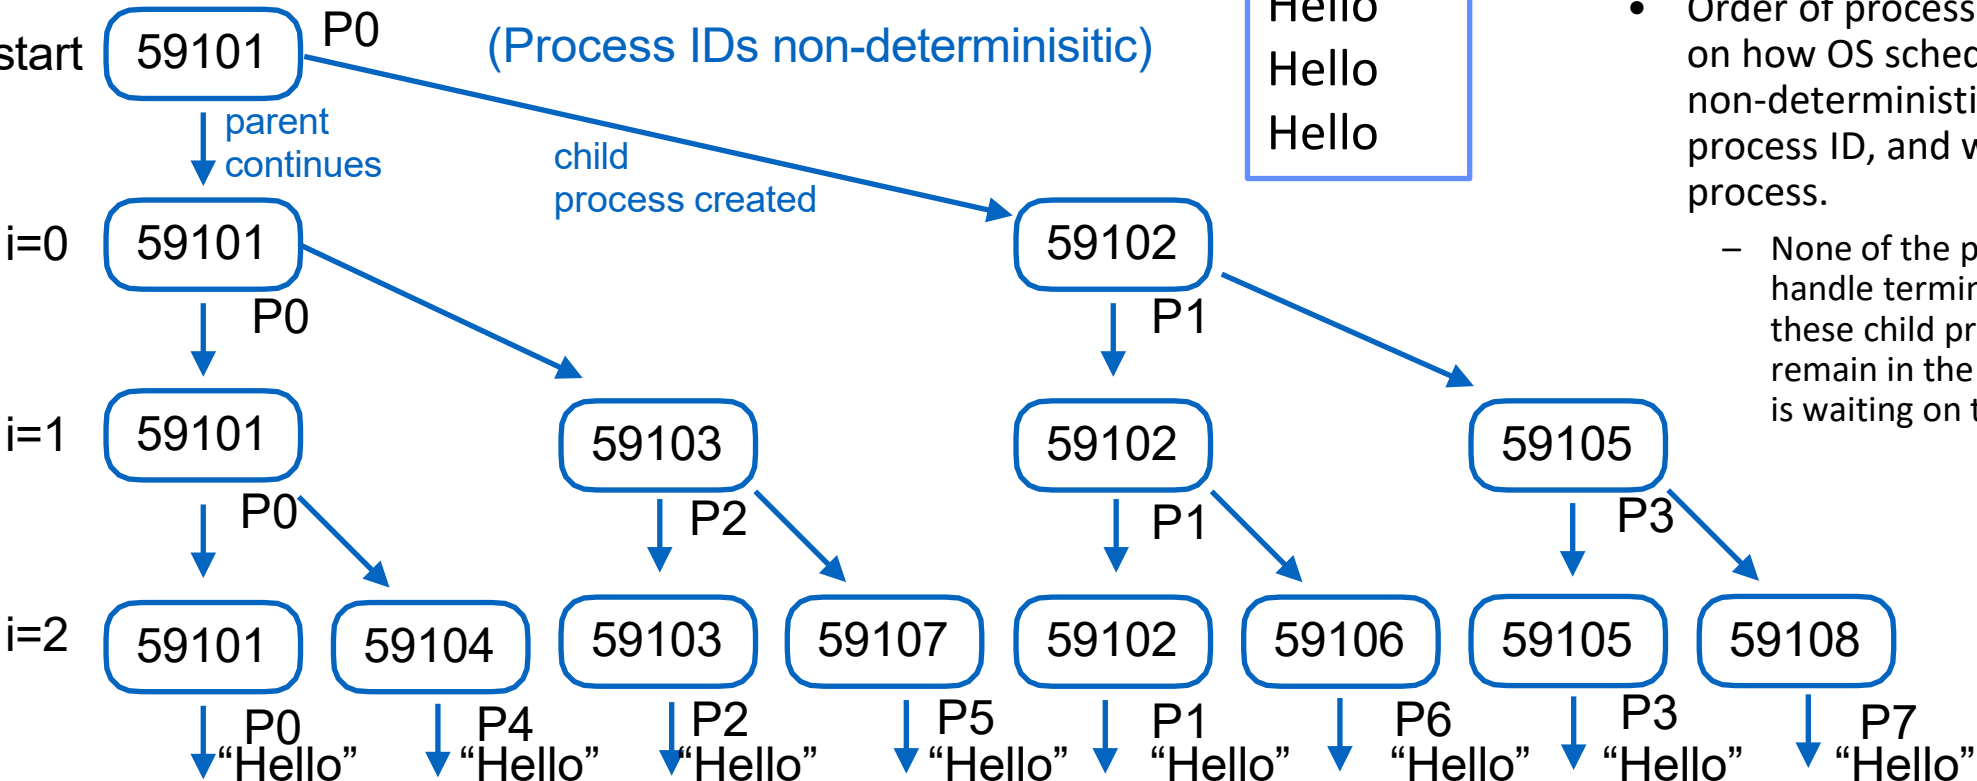 start
59101
P0
(Process IDs non-determinisitic)
parent
continues
child
process created
Hello
Hello
Hello
• Order of process
on how OS sched
non-deterministi
process ID, and w
process.
– None of the p
handle termin
these child pr
remain in the
is waiting on t
i=0
59101
59102
P0
P1
i=1
59101
59103
59102
59105
P0
P2
P1
P3
i=2
59101
59104
59103
59107
59102
59106
59105
59108
P0
P4
P2
P5
P1
P6
P3
P7
“Hello”
“Hello”
“Hello”
“Hello”
“Hello”
“Hello”
“Hello”
“Hello”